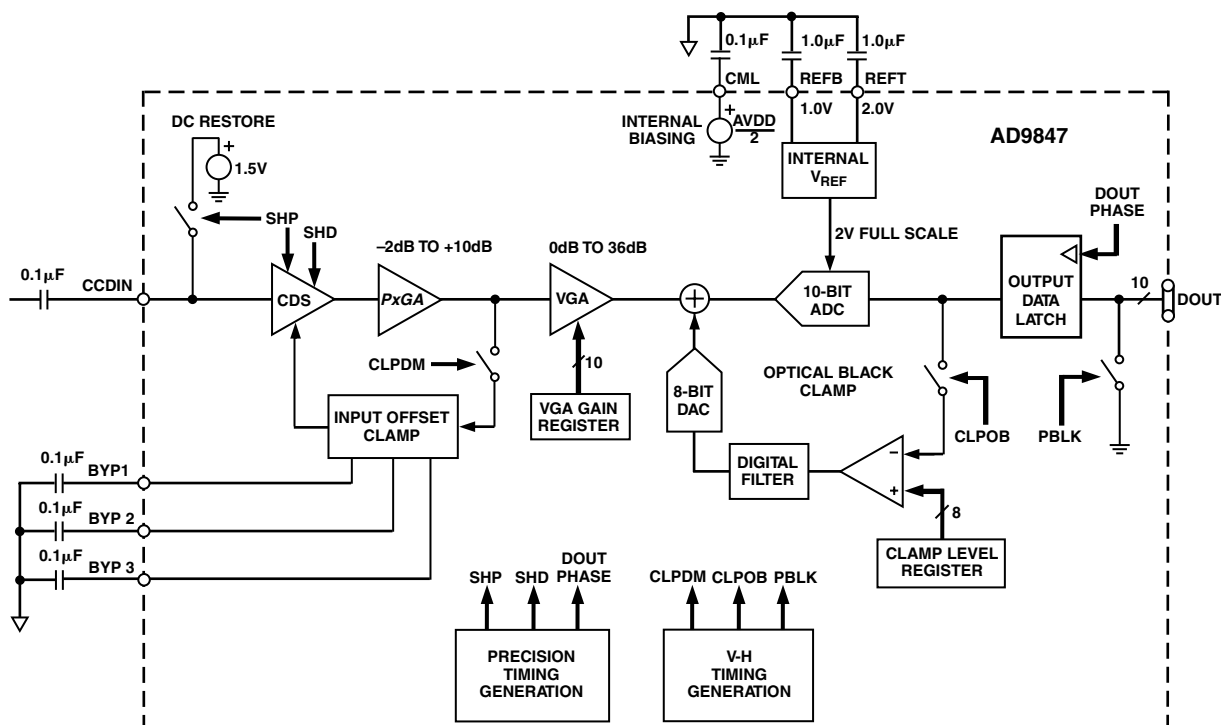 0.1µF
1.0µF
1.0µF
CML
REFB
REFT
DC RESTORE
+
1.5V
INTERNAL
BIASING
+
AVDD
2
1.0V
2.0V
AD9847
INTERNAL
VREF
SHP
SHD
–2dB TO +10dB
0dB TO 36dB
2V FULL SCALE
DOUT
PHASE
0.1µF
CCDIN
CDS
PxGA
VGA
+
10-BIT
ADC
OUTPUT
DATA
LATCH
10
DOUT
CLPDM
10
8-BIT
DAC
OPTICAL BLACK
CLAMP
INPUT OFFSET
CLAMP
VGA GAIN
REGISTER
CLPOB
PBLK
DIGITAL
FILTER
–
+
8
0.1µF
BYP1
0.1µF
BYP 2
0.1µF
BYP 3
CLAMP LEVEL
REGISTER
SHP
SHD
DOUT
PHASE
CLPDM
CLPOB
PBLK
PRECISION
TIMING
GENERATION
V-H
TIMING
GENERATION